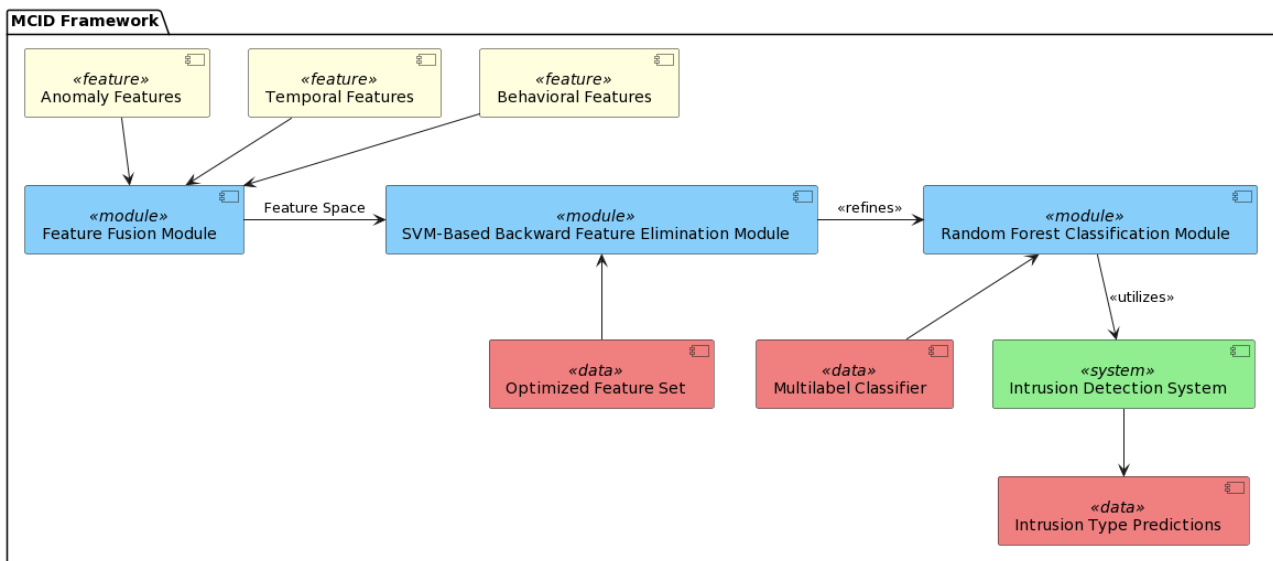 MCID Framework
«feature»
Anomaly Features
«feature»
Temporal Features
«feature»
Behavioral Features
«module»
Feature Fusion Module
Feature Space
«module»
SVM-Based Backward Feature Elimination Module
«refines»
«module»
Random Forest Classification Module
«utilizes»
«data»
Optimized Feature Set
«data»
Multilabel Classifier
«system»
Intrusion Detection System
«data»
Intrusion Type Predictions